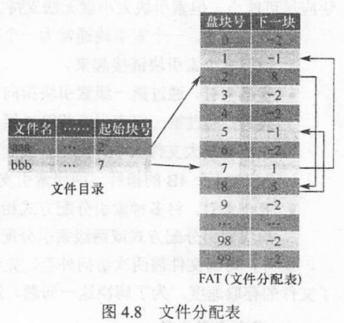 盘块号 下一块
0 -2
1 -1
2 8
3 -2
4 -2
5 -1
6 -2
7 1
8 5
9 -2
... ...
98 -2
99 -2
文件名 …… 起始块号
aaa … 2
bbb … 7
文件目录
FAT (文件分配表)
图 4.8 文件分配表